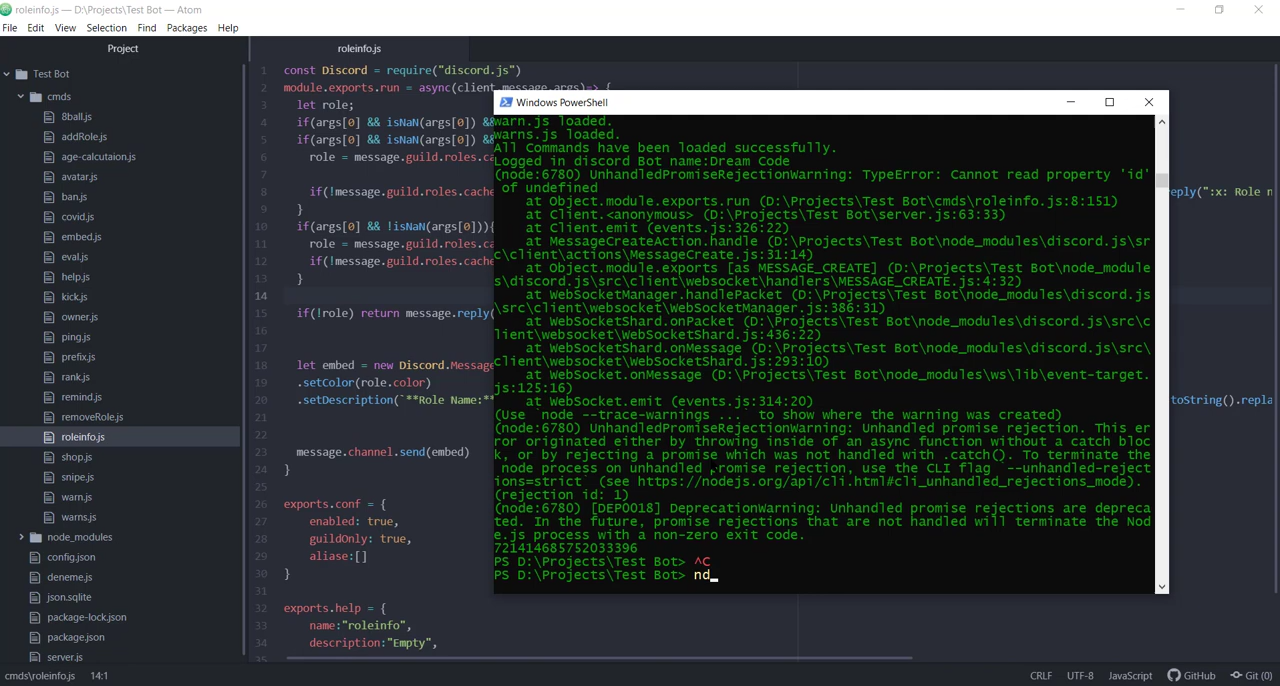 roleinfo.js — D:\Projects\Test Bot — Atom
File Edit View Selection Find Packages Help
Project
Test Bot
cmds
8ball.js
addRole.js
age-calcutaion.js
avatar.js
ban.js
covid.js
embed.js
eval.js
help.js
kick.js
owner.js
ping.js
prefix.js
rank.js
remind.js
removeRole.js
roleinfo.js
shop.js
snipe.js
warn.js
warns.js
node_modules
config.json
deneme.js
json.sqlite
package-lock.json
package.json
server.js
roleinfo.js
1 const Discord = require("discord.js")
2 module.exports.run = async(client,message,args)=> {
3 let role;
4 if(args[0] && isNaN(args[0]) &&
5 if(args[0] && isNaN(args[0]) &&
6 role = message.guild.roles.ca
7
8 if(!message.guild.roles.cache
eply(":x: Role n
9 }
10 if(args[0] && !isNaN(args[0])){
11 role = message.guild.roles.ca
12 if(!message.guild.roles.cache
13 }
14
15 if(!role) return message.reply(
16
17
18 let embed = new Discord.Message
19 .setColor(role.color)
20 .setDescription(`**Role Name:**
toString().repla
21
22
23 message.channel.send(embed)
24 }
25
26 exports.conf = {
27 enabled: true,
28 guildOnly: true,
29 aliase:[]
30 }
31
32 exports.help = {
33 name:"roleinfo",
34 description:"Empty",
35
Windows PowerShell
warn.js loaded.
warns.js loaded.
All Commands have been loaded successfully.
Logged in discord Bot name:Dream Code
(node:6780) UnhandledPromiseRejectionWarning: TypeError: Cannot read property 'id'
of undefined
at Object.module.exports.run (D:\Projects\Test Bot\cmds\roleinfo.js:8:151)
at Client.<anonymous> (D:\Projects\Test Bot\server.js:63:33)
at Client.emit (events.js:326:22)
at MessageCreateAction.handle (D:\Projects\Test Bot\node_modules\discord.js\sr
c\client\actions\MessageCreate.js:31:14)
at Object.module.exports [as MESSAGE_CREATE] (D:\Projects\Test Bot\node_module
s\discord.js\src\client\websocket\handlers\MESSAGE_CREATE.js:4:32)
at WebSocketManager.handlePacket (D:\Projects\Test Bot\node_modules\discord.js
\src\client\websocket\WebSocketManager.js:386:31)
at WebSocketShard.onPacket (D:\Projects\Test Bot\node_modules\discord.js\src\c
lient\websocket\WebSocketShard.js:436:22)
at WebSocketShard.onMessage (D:\Projects\Test Bot\node_modules\discord.js\src\
client\websocket\WebSocketShard.js:293:10)
at WebSocket.onMessage (D:\Projects\Test Bot\node_modules\ws\lib\event-target.
js:125:16)
at WebSocket.emit (events.js:314:20)
(Use `node --trace-warnings ...` to show where the warning was created)
(node:6780) UnhandledPromiseRejectionWarning: Unhandled promise rejection. This er
ror originated either by throwing inside of an async function without a catch bloc
k, or by rejecting a promise which was not handled with .catch(). To terminate the
node process on unhandled promise rejection, use the CLI flag `--unhandled-reject
ions=strict` (see https://nodejs.org/api/cli.html#cli_unhandled_rejections_mode).
(rejection id: 1)
(node:6780) [DEP0018] DeprecationWarning: Unhandled promise rejections are depreca
ted. In the future, promise rejections that are not handled will terminate the Nod
e.js process with a non-zero exit code.
721414685752033396
PS D:\Projects\Test Bot> ^C
PS D:\Projects\Test Bot> nd_
cmds\roleinfo.js 14:1
CRLF UTF-8 JavaScript GitHub Git (0)